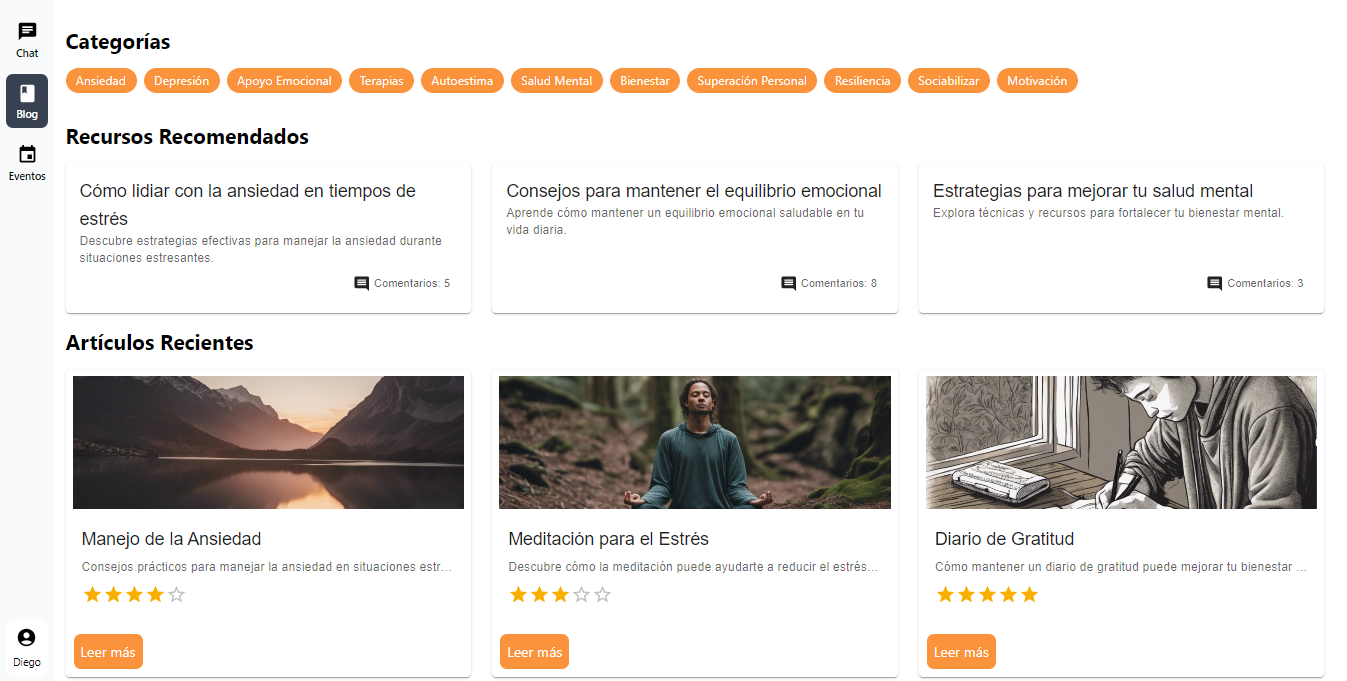 Chat
Blog
Eventos
Diego
Categorías
Ansiedad Depresión Apoyo Emocional Terapias Autoestima Salud Mental Bienestar Superación Personal Resiliencia Sociabilizar Motivación
Recursos Recomendados
Cómo lidiar con la ansiedad en tiempos de
estrés
Descubre estrategias efectivas para manejar la ansiedad durante
situaciones estresantes.
Comentarios: 5
Consejos para mantener el equilibrio emocional
Aprende cómo mantener un equilibrio emocional saludable en tu
vida diaria.
Comentarios: 8
Estrategias para mejorar tu salud mental
Explora técnicas y recursos para fortalecer tu bienestar mental.
Comentarios: 3
Artículos Recientes
Manejo de la Ansiedad
Consejos prácticos para manejar la ansiedad en situaciones estr...
Leer más
Meditación para el Estrés
Descubre cómo la meditación puede ayudarte a reducir el estrés...
Leer más
Diario de Gratitud
Cómo mantener un diario de gratitud puede mejorar tu bienestar ...
Leer más